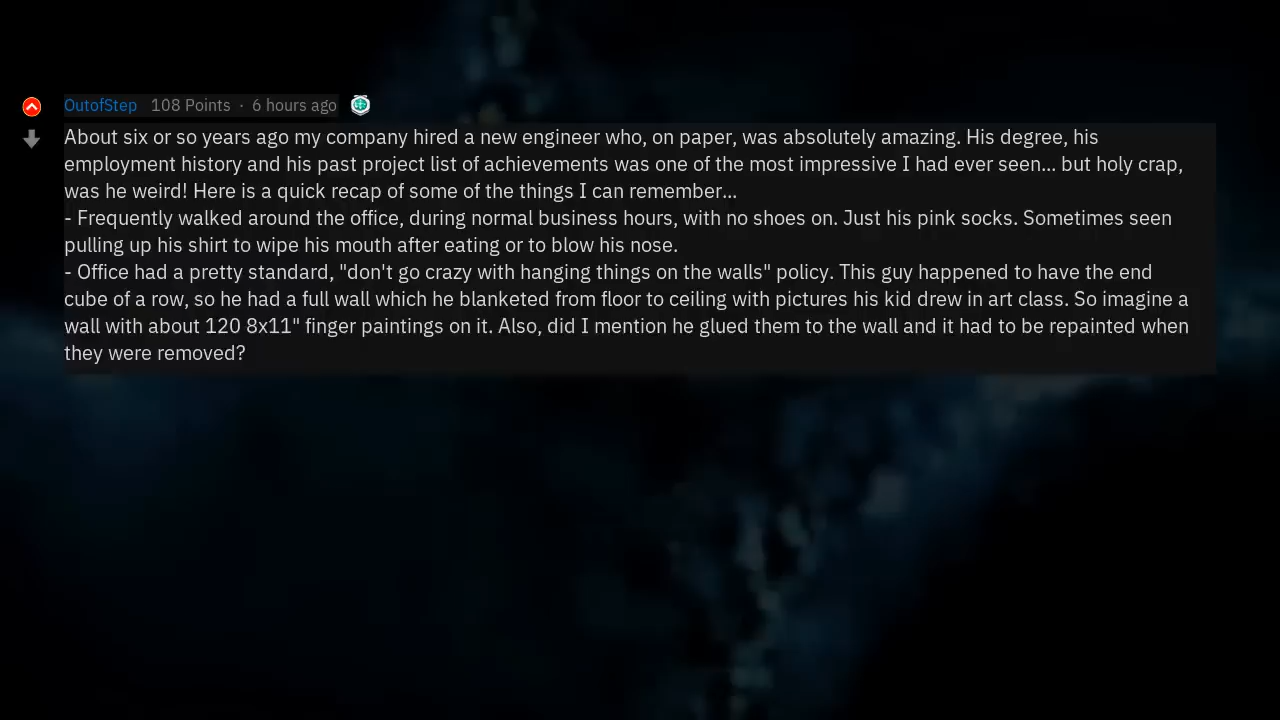 OutofStep 108 Points · 6 hours ago
About six or so years ago my company hired a new engineer who, on paper, was absolutely amazing. His degree, his
employment history and his past project list of achievements was one of the most impressive I had ever seen... but holy crap,
was he weird! Here is a quick recap of some of the things I can remember...
- Frequently walked around the office, during normal business hours, with no shoes on. Just his pink socks. Sometimes seen
pulling up his shirt to wipe his mouth after eating or to blow his nose.
- Office had a pretty standard, "don't go crazy with hanging things on the walls" policy. This guy happened to have the end
cube of a row, so he had a full wall which he blanketed from floor to ceiling with pictures his kid drew in art class. So imagine a
wall with about 120 8x11" finger paintings on it. Also, did I mention he glued them to the wall and it had to be repainted when
they were removed?